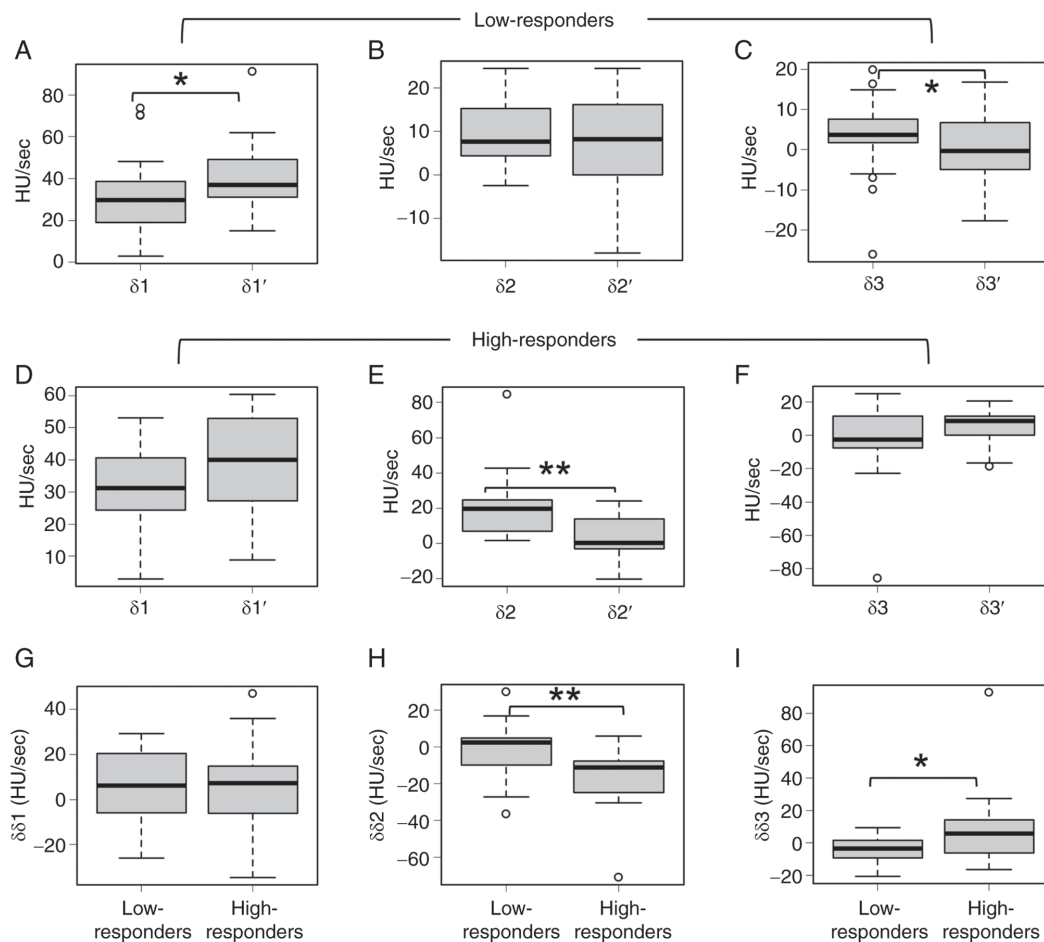 Low-responders
A
B
C
HU/sec
80
60
40
20
0
*
δ1
δ1′
HU/sec
20
10
0
−10
δ2
δ2′
HU/sec
20
10
0
−10
−20
*
δ3
δ3′
High-responders
D
E
F
HU/sec
60
50
40
30
20
10
δ1
δ1′
HU/sec
80
60
40
20
0
−20
**
δ2
δ2′
HU/sec
20
0
−20
−40
−60
−80
δ3
δ3′
G
H
I
δδ1 (HU/sec)
40
20
0
−20
Low-
responders
High-
responders
δδ2 (HU/sec)
20
0
−20
−40
−60
**
Low-
responders
High-
responders
δδ3 (HU/sec)
80
60
40
20
0
−20
*
Low-
responders
High-
responders